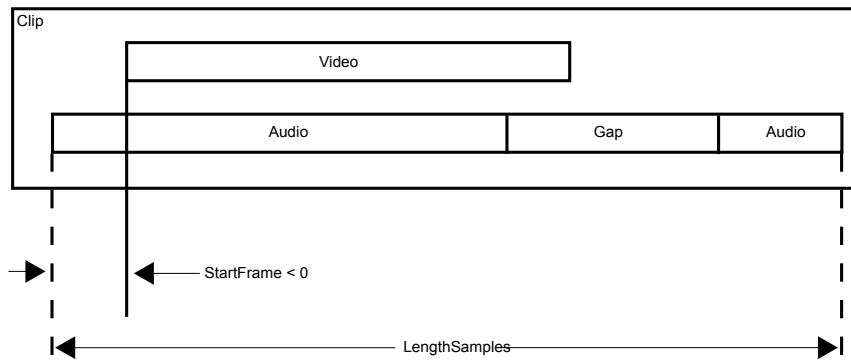 Clip
Video
Audio
Gap
Audio
StartFrame < 0
LengthSamples